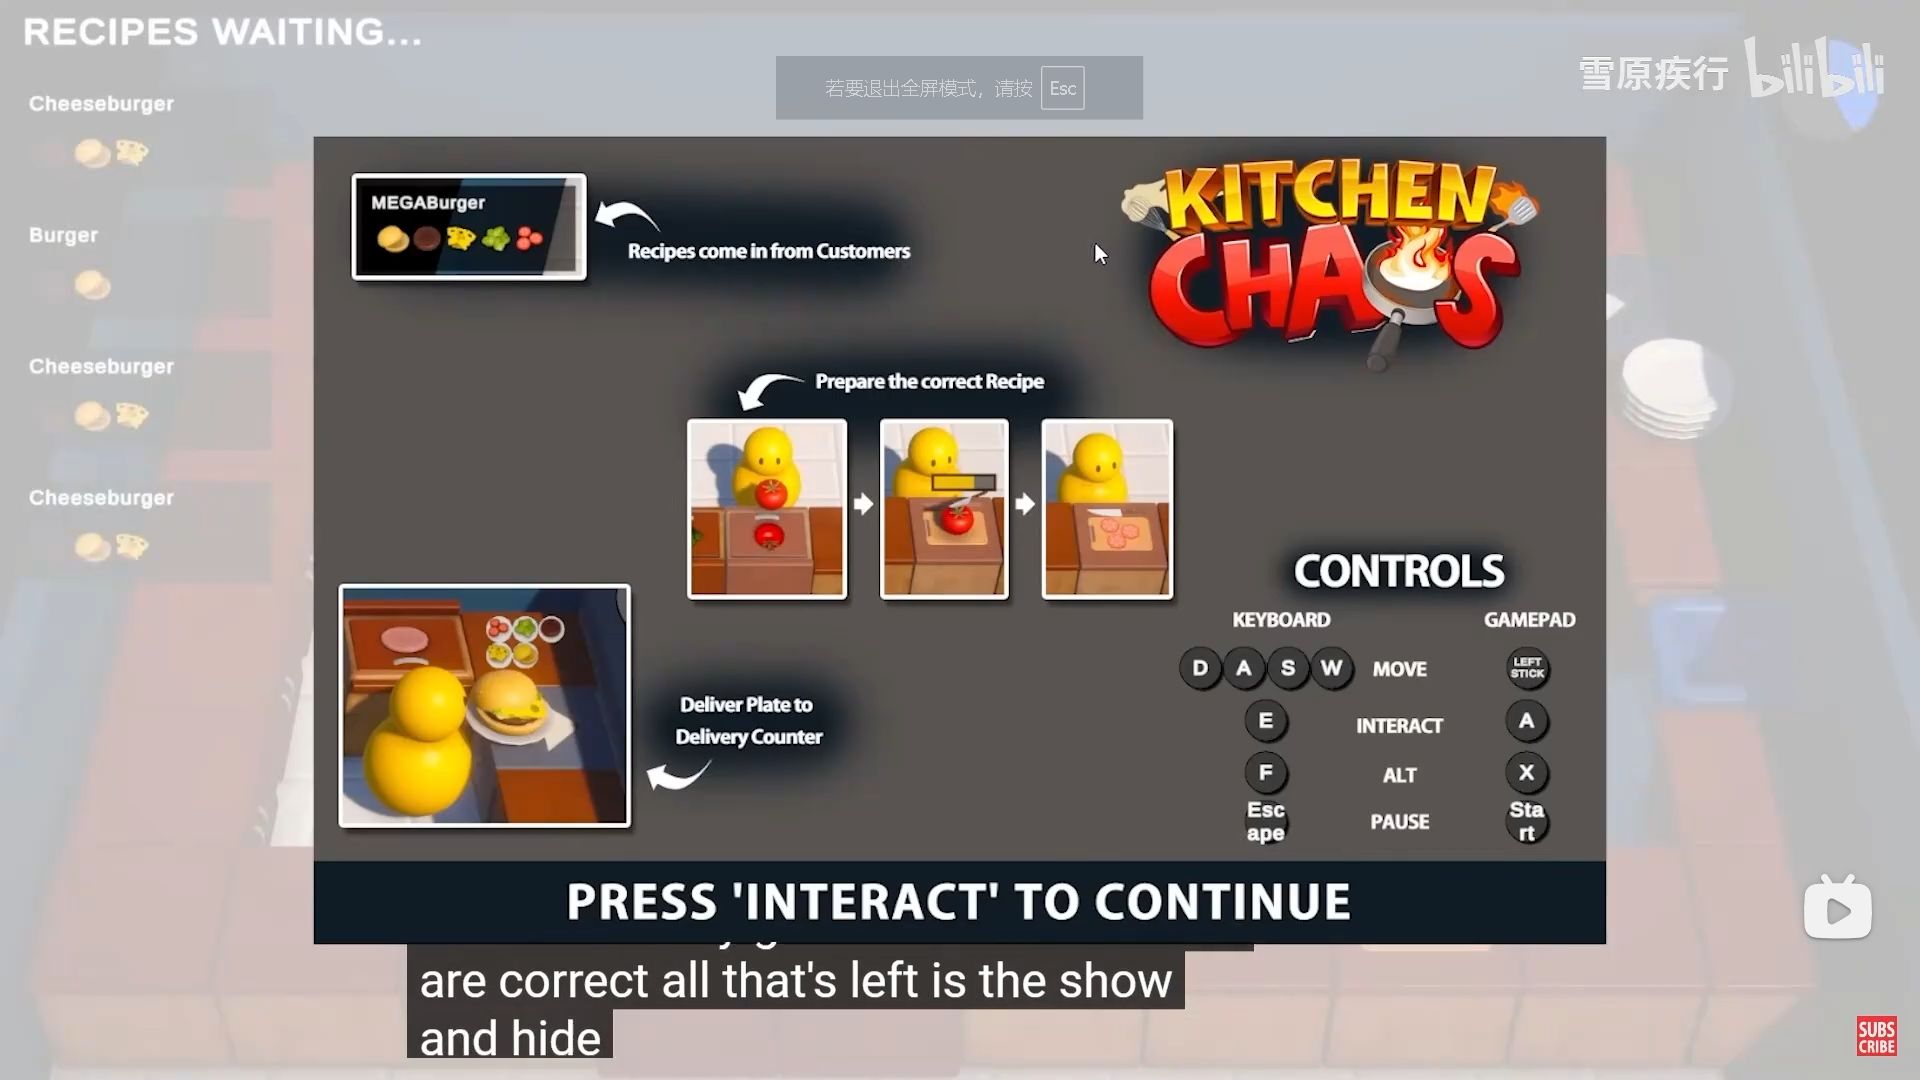 RECIPES WAITING...
若要退出全屏模式，请按 Esc
雪原疾行 bilibili
Cheeseburger
Burger
Cheeseburger
Cheeseburger
MEGABurger
Recipes come in from Customers
KITCHEN
CHAOS
Prepare the correct Recipe
Deliver Plate to
Delivery Counter
CONTROLS
KEYBOARD GAMEPAD
D A S W MOVE LEFT STICK
E INTERACT A
F ALT X
Esc
ape PAUSE Sta
rt
PRESS 'INTERACT' TO CONTINUE
are correct all that's left is the show
and hide
SUBS
CRIBE